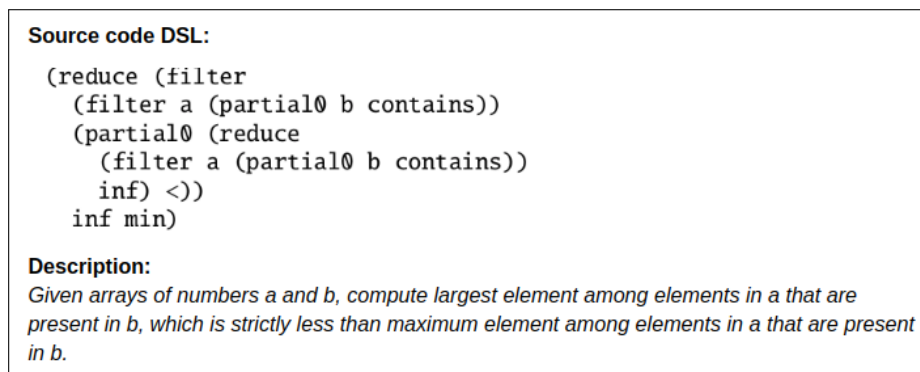 Source code DSL:
(reduce (filter
(filter a (partial0 b contains))
(partial0 (reduce
(filter a (partial0 b contains))
inf) <))
inf min)
Description:
Given arrays of numbers a and b, compute largest element among elements in a that are
present in b, which is strictly less than maximum element among elements in a that are present
in b.